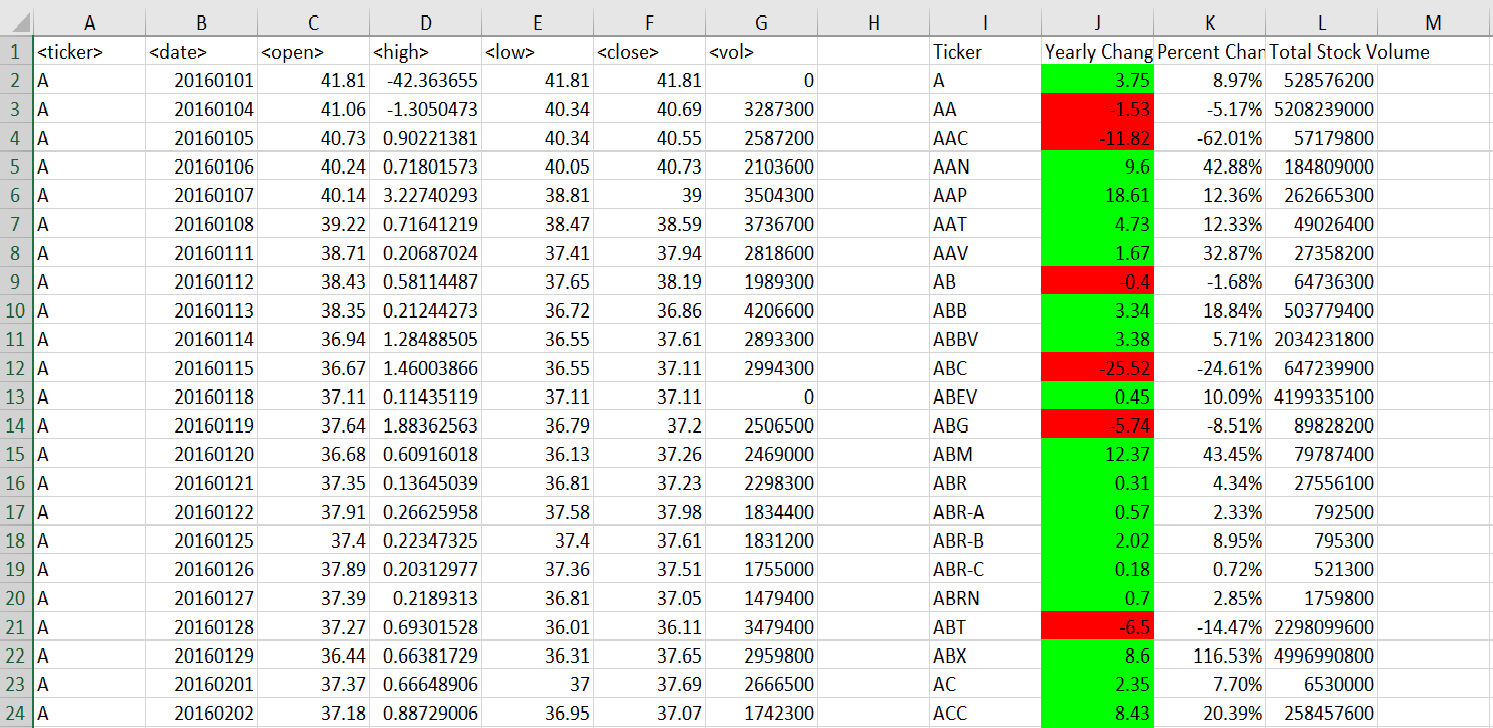 A B C D E F G H I J K L M
1 <ticker> <date> <open> <high> <low> <close> <vol> Ticker Yearly Chang Percent Chan Total Stock Volume
2 A 20160101 41.81 -42.363655 41.81 41.81 0 A 3.75 8.97% 528576200
3 A 20160104 41.06 -1.3050473 40.34 40.69 3287300 AA -1.53 -5.17% 5208239000
4 A 20160105 40.73 0.90221381 40.34 40.55 2587200 AAC -11.82 -62.01% 57179800
5 A 20160106 40.24 0.71801573 40.05 40.73 2103600 AAN 9.6 42.88% 184809000
6 A 20160107 40.14 3.22740293 38.81 39 3504300 AAP 18.61 12.36% 262665300
7 A 20160108 39.22 0.71641219 38.47 38.59 3736700 AAT 4.73 12.33% 49026400
8 A 20160111 38.71 0.20687024 37.41 37.94 2818600 AAV 1.67 32.87% 27358200
9 A 20160112 38.43 0.58114487 37.65 38.19 1989300 AB -0.4 -1.68% 64736300
10 A 20160113 38.35 0.21244273 36.72 36.86 4206600 ABB 3.34 18.84% 503779400
11 A 20160114 36.94 1.28488505 36.55 37.61 2893300 ABBV 3.38 5.71% 2034231800
12 A 20160115 36.67 1.46003866 36.55 37.11 2994300 ABC -25.52 -24.61% 647239900
13 A 20160118 37.11 0.11435119 37.11 37.11 0 ABEV 0.45 10.09% 4199335100
14 A 20160119 37.64 1.88362563 36.79 37.2 2506500 ABG -5.74 -8.51% 89828200
15 A 20160120 36.68 0.60916018 36.13 37.26 2469000 ABM 12.37 43.45% 79787400
16 A 20160121 37.35 0.13645039 36.81 37.23 2298300 ABR 0.31 4.34% 27556100
17 A 20160122 37.91 0.26625958 37.58 37.98 1834400 ABR-A 0.57 2.33% 792500
18 A 20160125 37.4 0.22347325 37.4 37.61 1831200 ABR-B 2.02 8.95% 795300
19 A 20160126 37.89 0.20312977 37.36 37.51 1755000 ABR-C 0.18 0.72% 521300
20 A 20160127 37.39 0.2189313 36.81 37.05 1479400 ABRN 0.7 2.85% 1759800
21 A 20160128 37.27 0.69301528 36.01 36.11 3479400 ABT -6.5 -14.47% 2298099600
22 A 20160129 36.44 0.66381729 36.31 37.65 2959800 ABX 8.6 116.53% 4996990800
23 A 20160201 37.37 0.66648906 37 37.69 2666500 AC 2.35 7.70% 6530000
24 A 20160202 37.18 0.88729006 36.95 37.07 1742300 ACC 8.43 20.39% 258457600